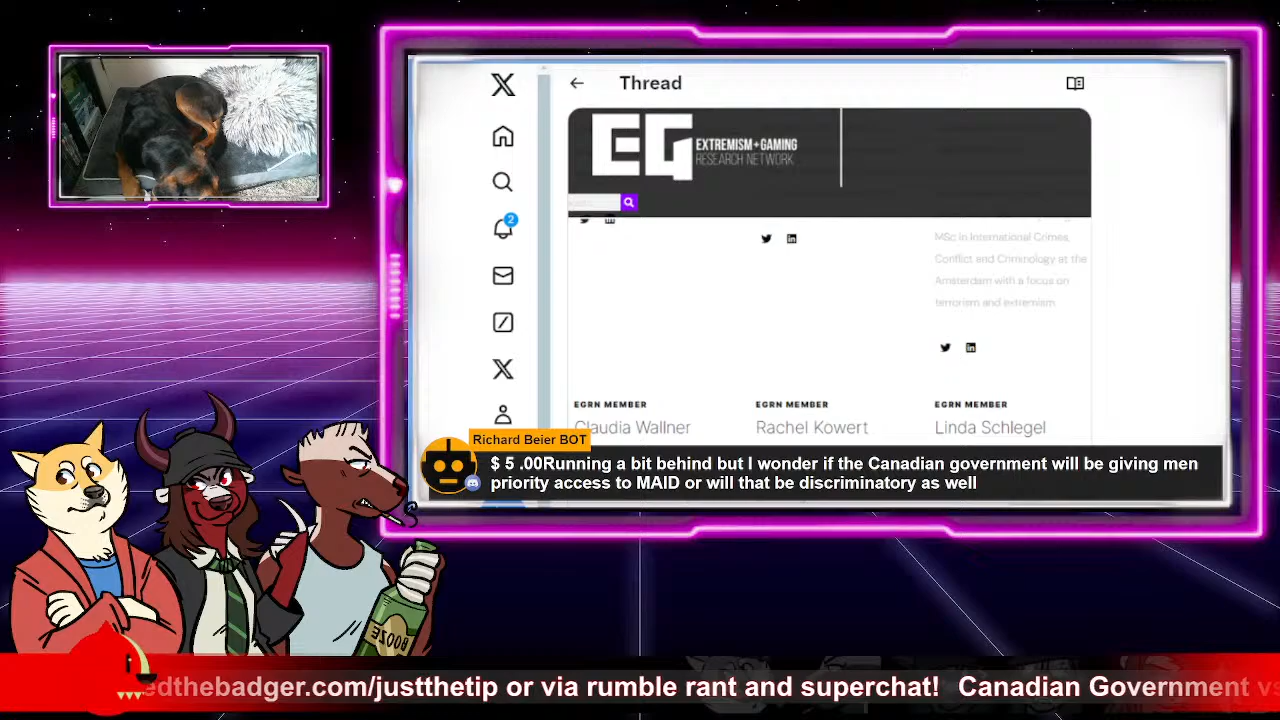 Thread
EG EXTREMISM+GAMING
RESEARCH NETWORK
2
MSc in International Crimes,
Conflict and Criminology at the
Amsterdam with a focus on
terrorism and extremism
EGRN MEMBER
EGRN MEMBER
EGRN MEMBER
Claudia Wallner
Rachel Kowert
Linda Schlegel
Richard Beier BOT
$ 5 .00Running a bit behind but I wonder if the Canadian government will be giving men
priority access to MAID or will that be discriminatory as well
BOOZE
edthebadger.com/justthetip or via rumble rant and superchat! Canadian Government vs